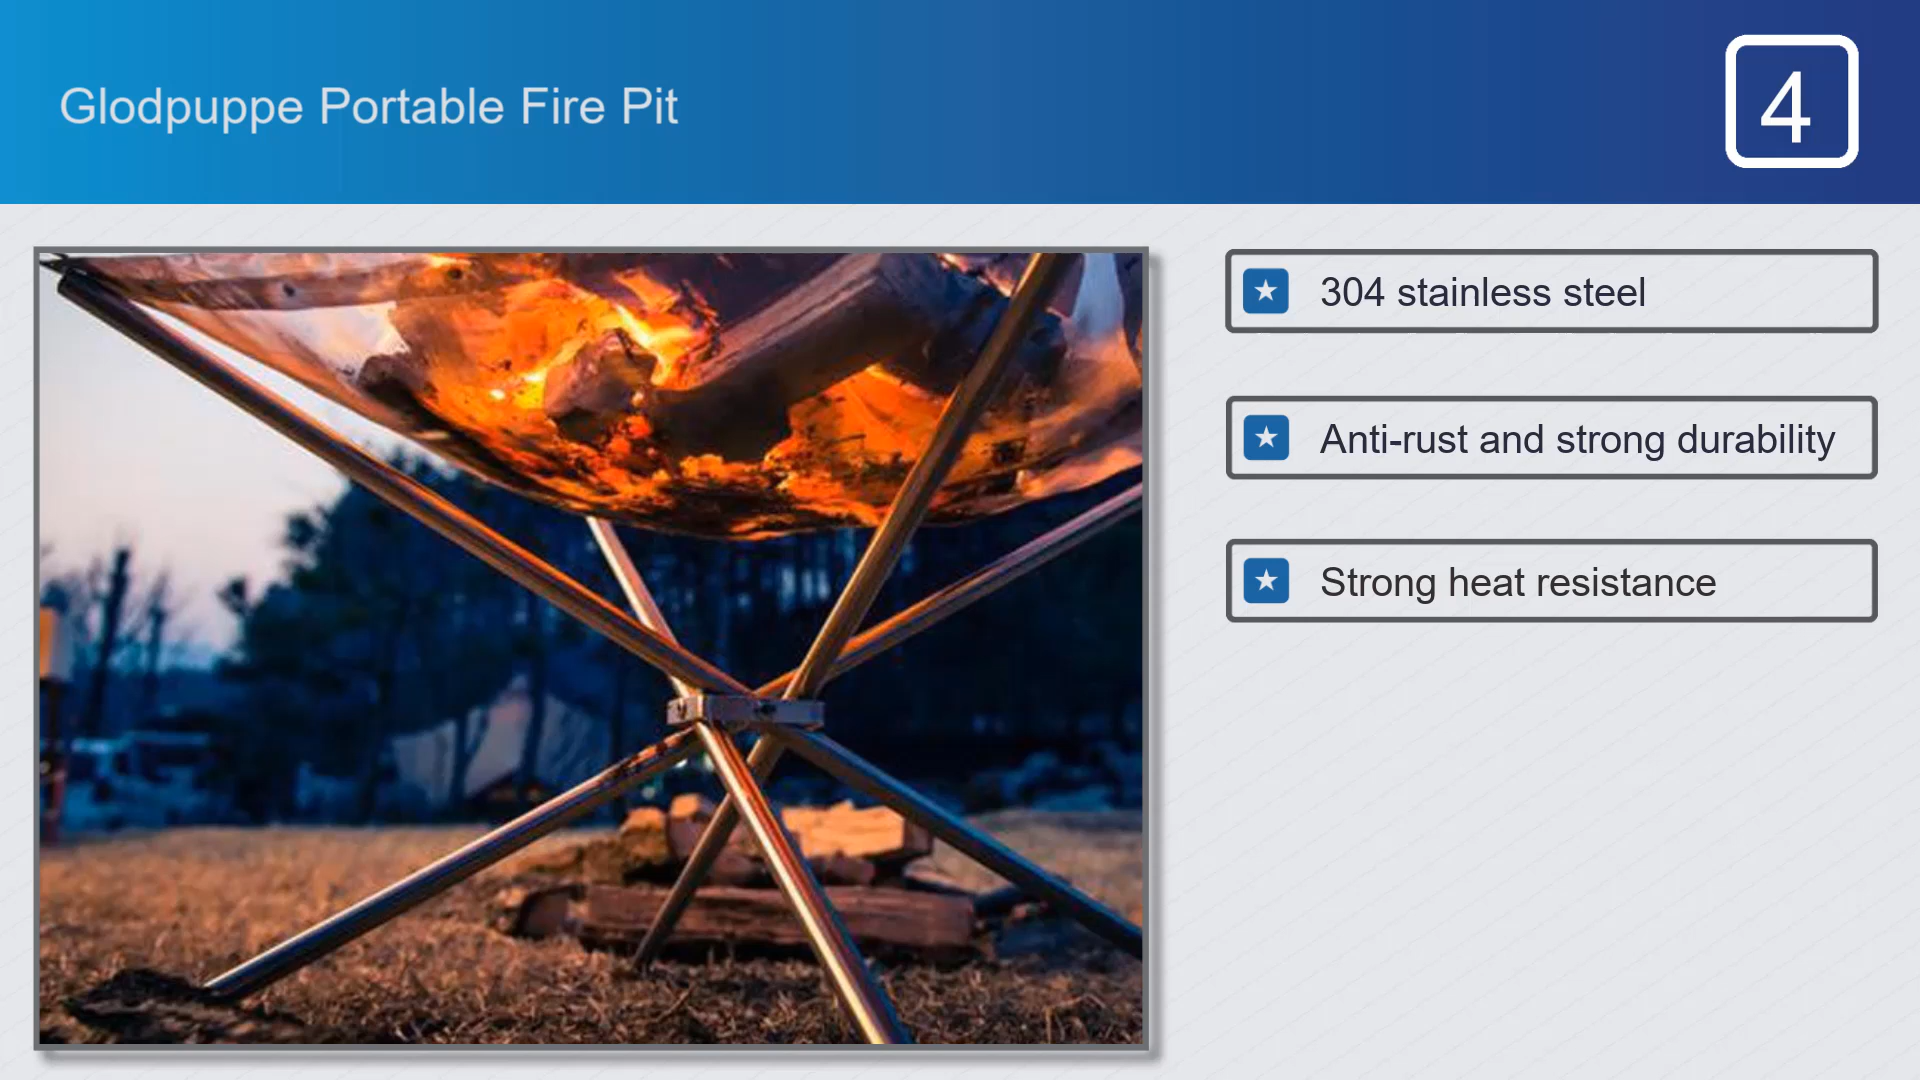 Glodpuppe Portable Fire Pit
4
304 stainless steel
Anti-rust and strong durability
Strong heat resistance